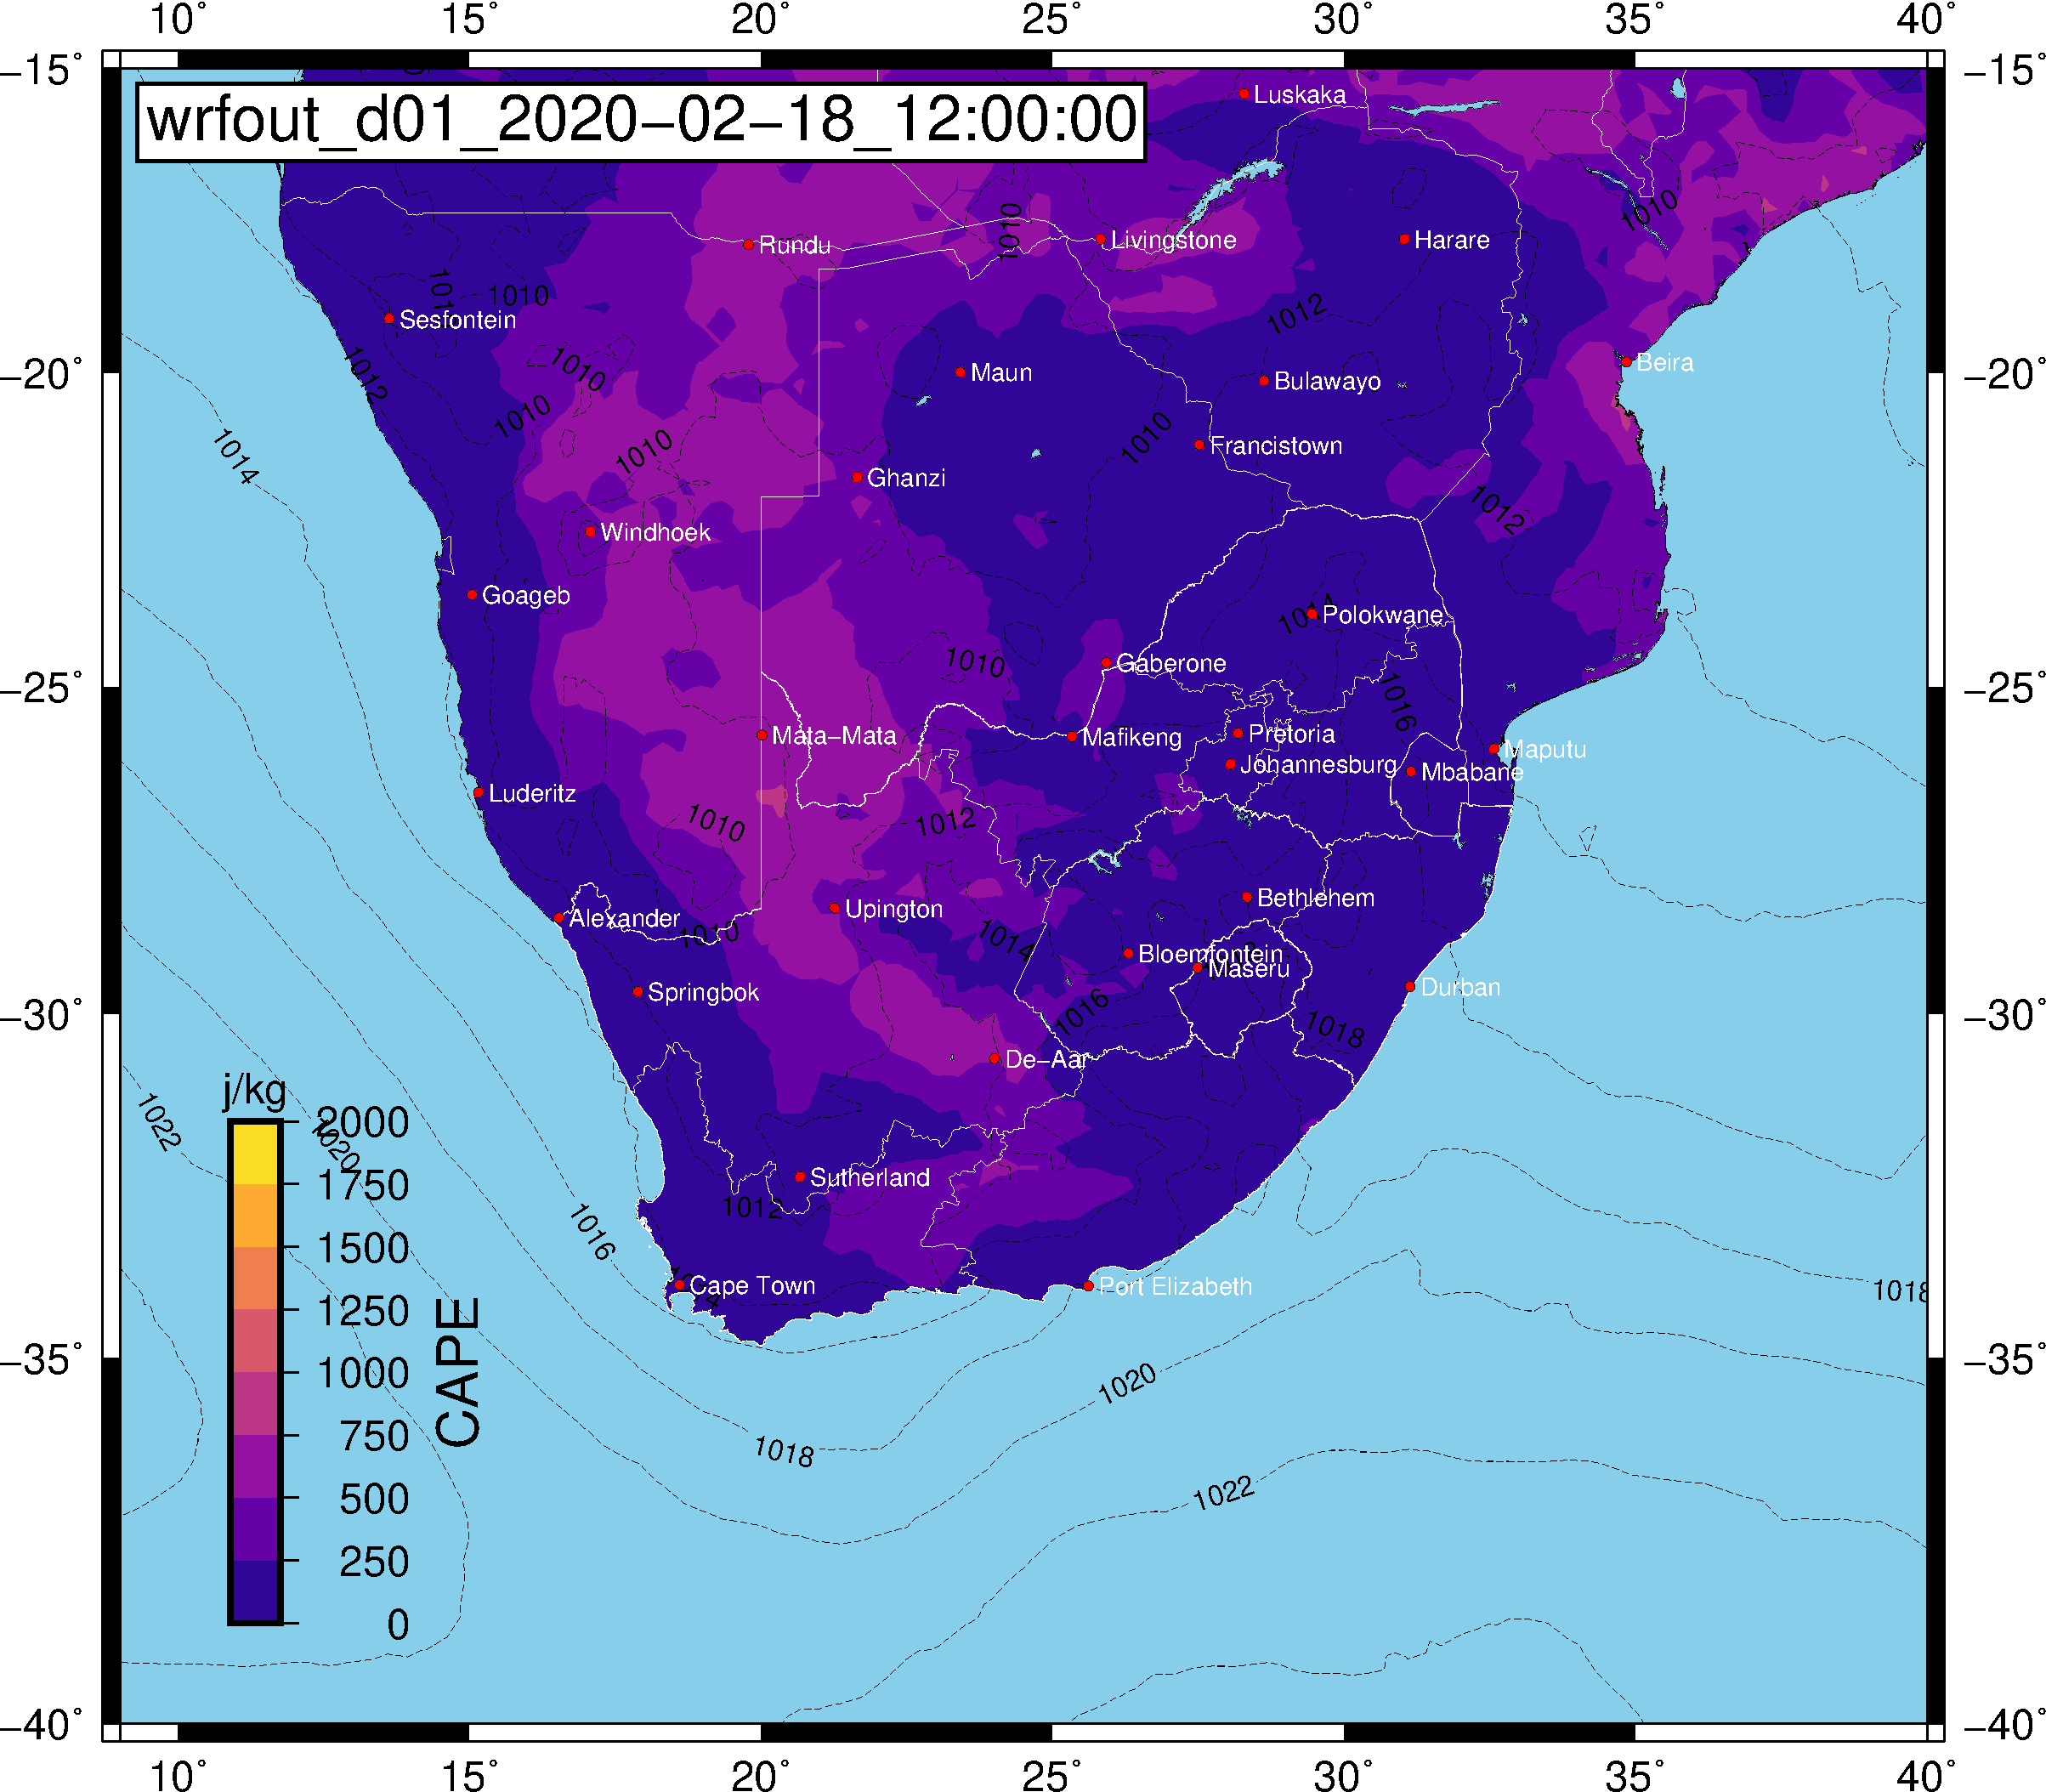 10° 15° 20° 25° 30° 35° 40°
−15° −15°
wrfout_d01_2020−02−18_12:00:00
Luskaka
1010
1010
Rundu
Livingstone
Harare
1010
1010
Sesfontein
1012
1012
1010
Beira
−20° −20°
Maun
Bulawayo
1010
1010
1010
1014
Francistown
Ghanzi
1012
Windhoek
Goageb
Polokwane
1010
Gaberone
−25° −25°
1016
Mata−Mata
Mafikeng
Pretoria
Maputu
Johannesburg
Mbabane
Luderitz
1010
1012
Bethlehem
Upington
Alexander
1010
1014
Bloemfontein
Maseru
Springbok
Durban
1016
−30° −30°
1018
De−Aar
j/kg
2000
1022
1020
1750
Sutherland
1012
1016
1500
Cape Town
Port Elizabeth
1018
1250
−35° −35°
1000
CAPE
1020
750
1018
500
1022
250
0
−40° −40°
10° 15° 20° 25° 30° 35° 40°